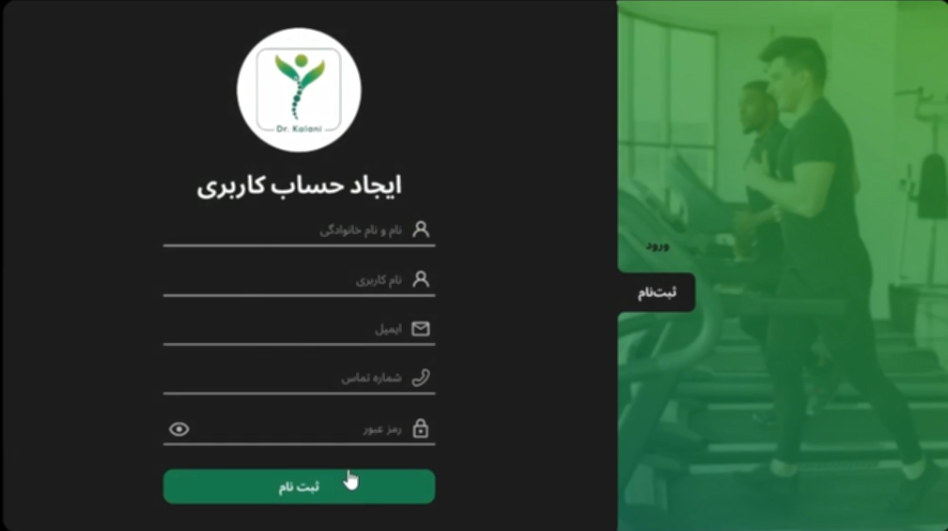 Dr. Kalani
ایجاد حساب کاربری
نام و نام خانوادگی
نام کاربری
ایمیل
شماره تماس
رمز عبور
ثبت نام
ورود
ثبت‌نام